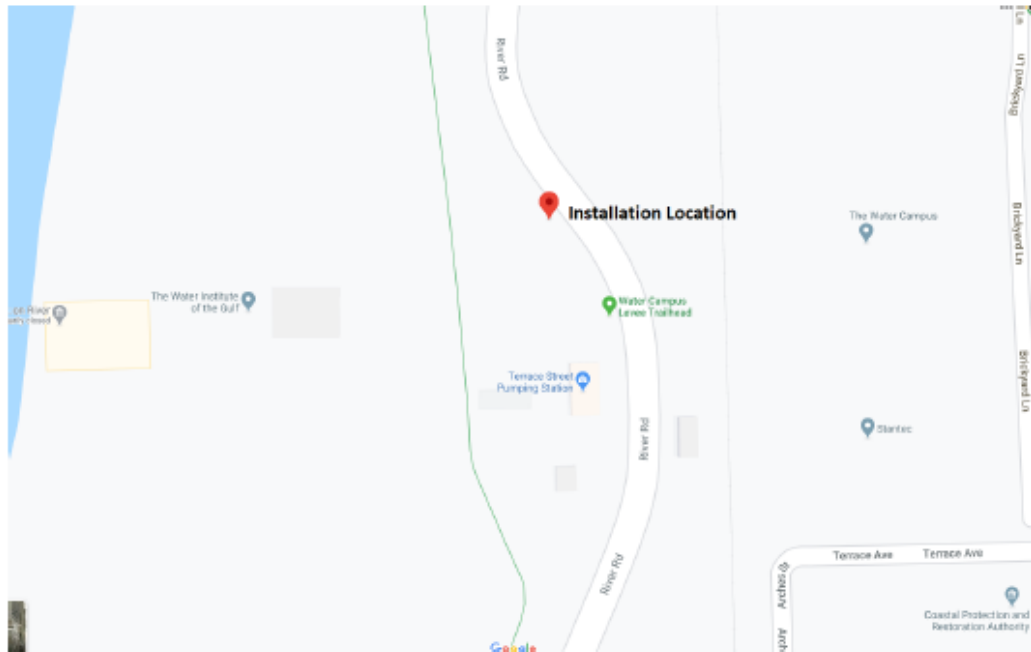 River Rd
Brickyard Ln
Installation Location
Brickyard Ln
The Water Campus
The Water Institute
of the Gulf
River
Water Campus
Levee Trailhead
Terrace Street
Pumping Station
Brickyard Ln
River Rd
Stantec
Terrace Ave
Terrace Ave
River Rd
Coastal Protection and
Restoration Authority
Google